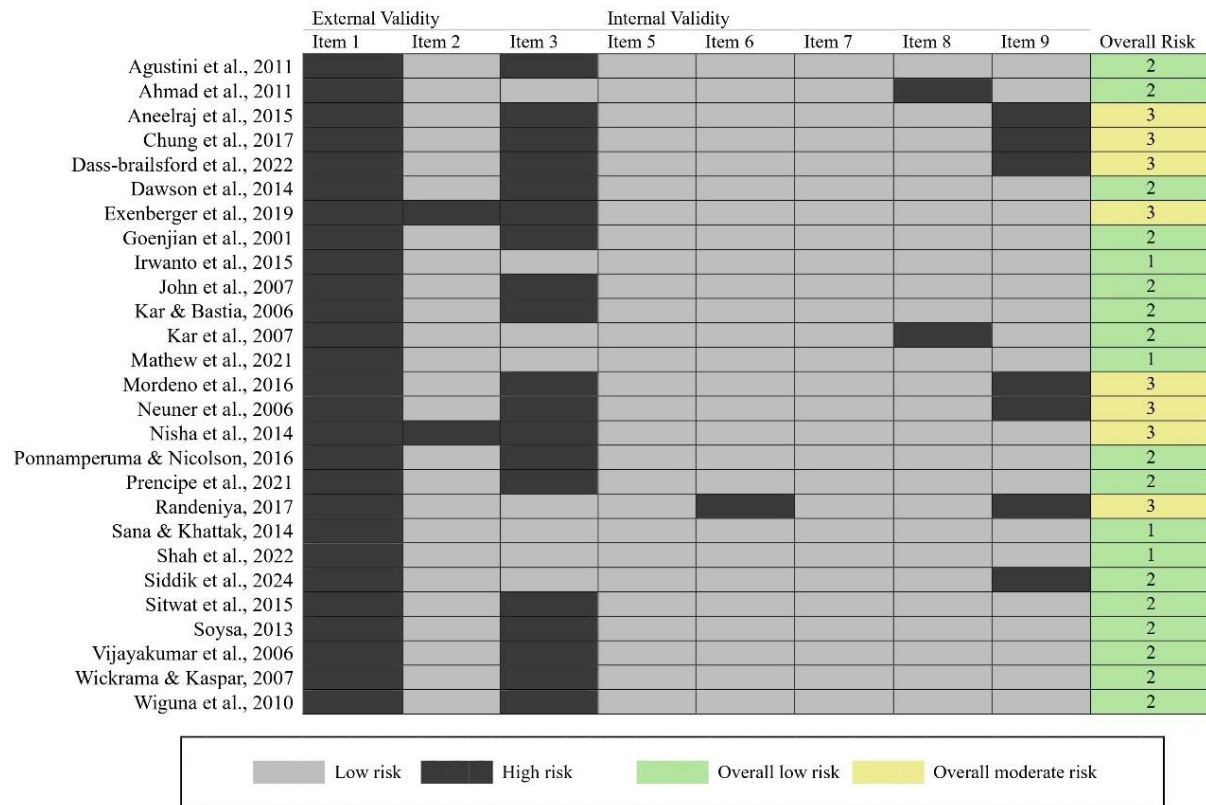 External Validity Internal Validity
Item 1 Item 2 Item 3 Item 5 Item 6 Item 7 Item 8 Item 9 Overall Risk
Agustini et al., 2011 2
Ahmad et al., 2011 2
Aneelraj et al., 2015 3
Chung et al., 2017 3
Dass-brailsford et al., 2022 3
Dawson et al., 2014 2
Exenberger et al., 2019 3
Goenjian et al., 2001 2
Irwanto et al., 2015 1
John et al., 2007 2
Kar & Bastia, 2006 2
Kar et al., 2007 2
Mathew et al., 2021 1
Mordeno et al., 2016 3
Neuner et al., 2006 3
Nisha et al., 2014 3
Ponnamperuma & Nicolson, 2016 2
Prencipe et al., 2021 2
Randeniya, 2017 3
Sana & Khattak, 2014 1
Shah et al., 2022 1
Siddik et al., 2024 2
Sitwat et al., 2015 2
Soysa, 2013 2
Vijayakumar et al., 2006 2
Wickrama & Kaspar, 2007 2
Wiguna et al., 2010 2
Low risk High risk Overall low risk Overall moderate risk